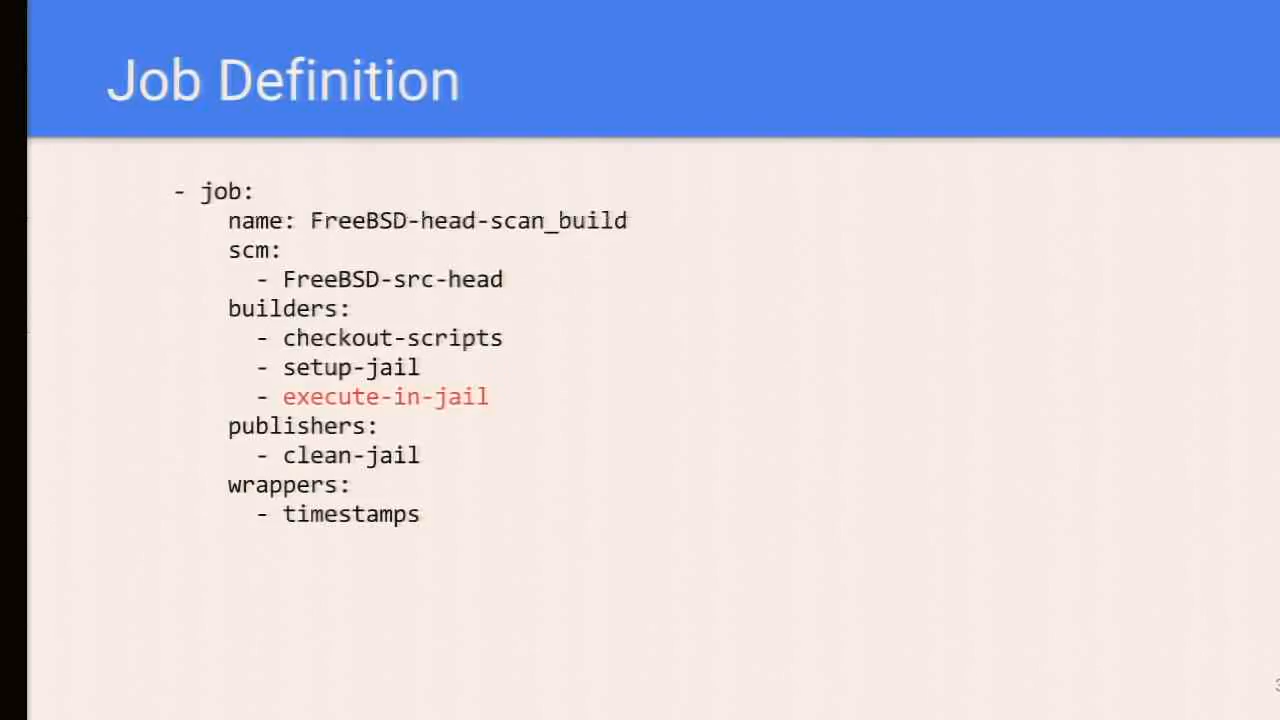 Job Definition
- job:
name: FreeBSD-head-scan_build
scm:
- FreeBSD-src-head
builders:
- checkout-scripts
- setup-jail
- execute-in-jail
publishers:
- clean-jail
wrappers:
- timestamps